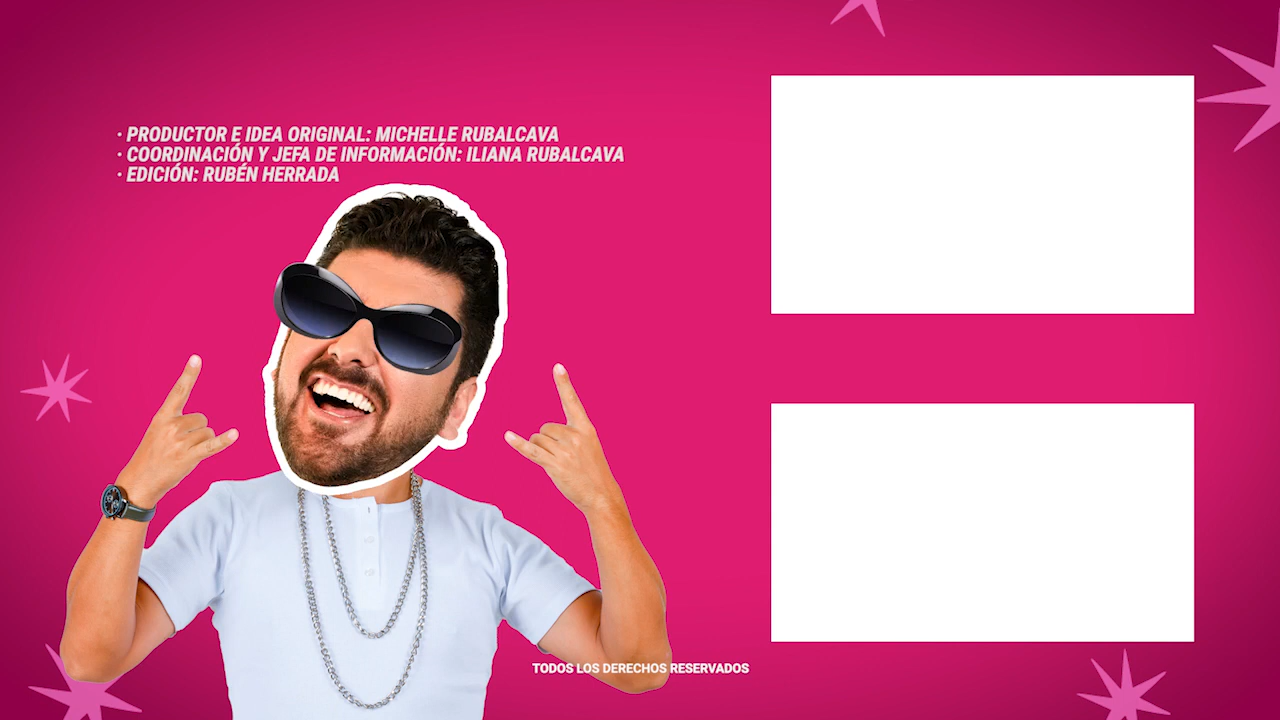 · PRODUCTOR E IDEA ORIGINAL: MICHELLE RUBALCAVA
· COORDINACIÓN Y JEFA DE INFORMACIÓN: ILIANA RUBALCAVA
· EDICIÓN: RUBÉN HERRADA
TODOS LOS DERECHOS RESERVADOS